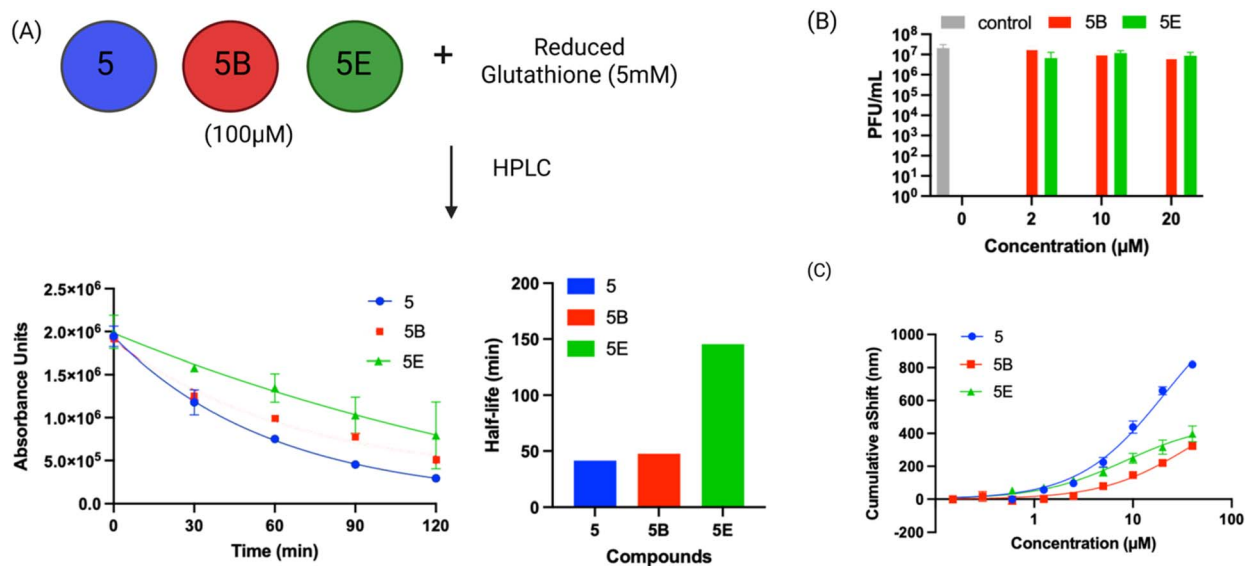 (A)
5
5B
5E
+
Reduced
Glutathione (5mM)
(100µM)
HPLC
Absorbance Units
2.5×10⁶
2.0×10⁶
1.5×10⁶
1.0×10⁶
5.0×10⁵
0.0
5
5B
5E
0
30
60
90
120
Time (min)
Half-life (min)
200
150
100
50
0
5
5B
5E
5
5B
5E
Compounds
(B)
control
5B
5E
PFU/mL
10⁸
10⁷
10⁶
10⁵
10⁴
10³
10²
10¹
10⁰
0
2
10
20
Concentration (µM)
(C)
Cumulative aShift (nm)
1000
800
600
400
200
0
-200
5
5B
5E
1
10
100
Concentration (µM)